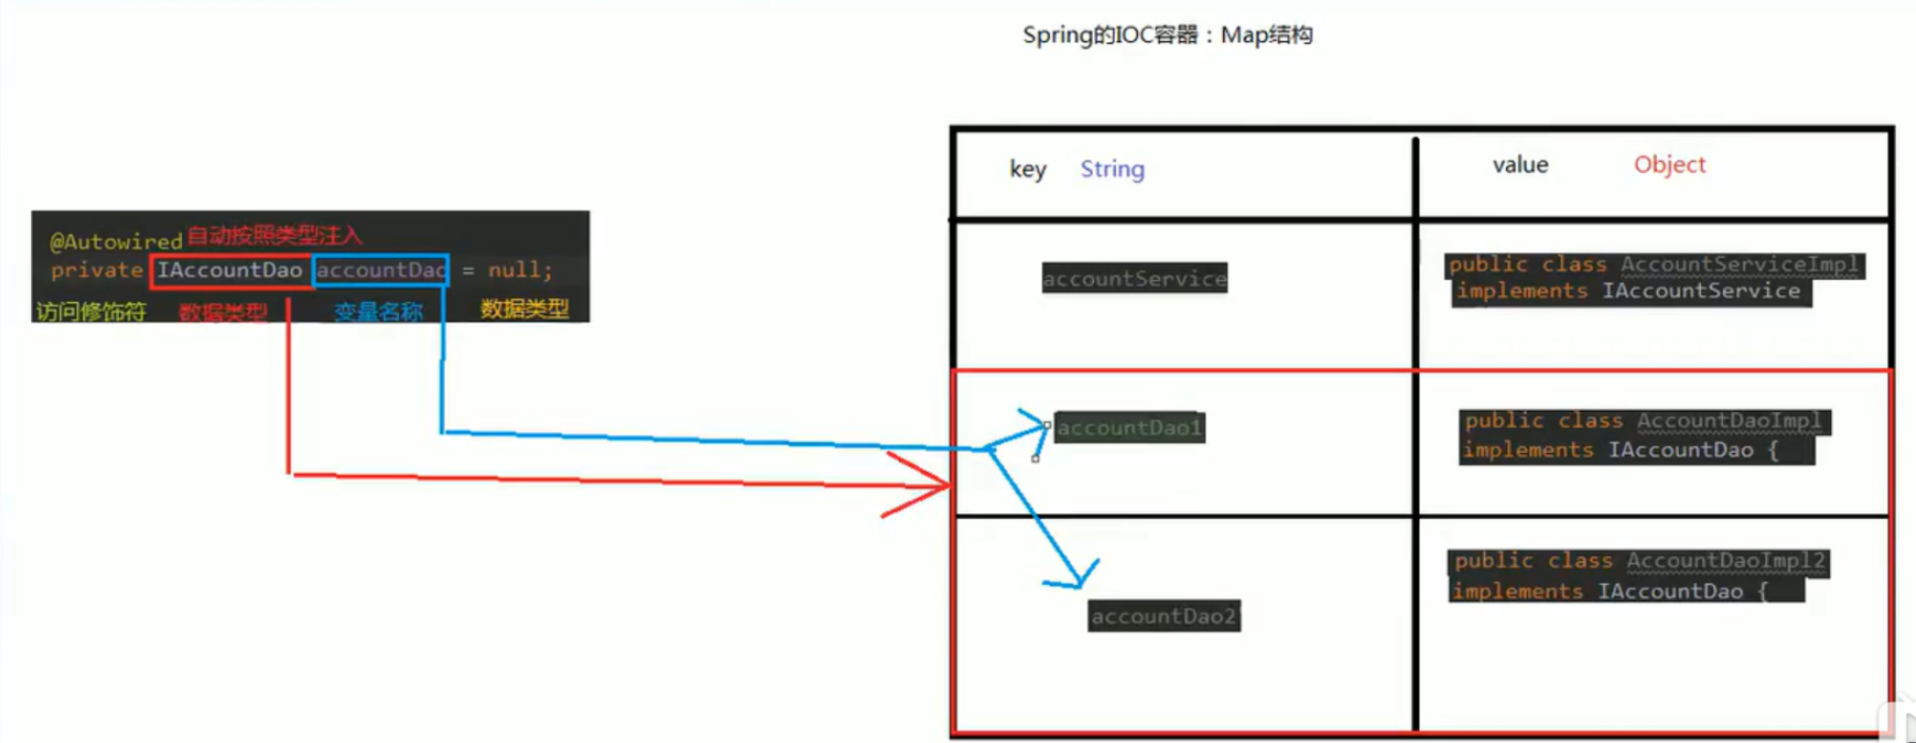 Spring的IOC容器：Map结构
key String value Object
@Autowired 自动按照类型注入
private IAccountDao accountDao = null;
访问修饰符 数据类型 变量名称 数据类型
accountService
public class AccountServiceImpl
implements IAccountService
accountDao1
public class AccountDaoImpl
implements IAccountDao {
accountDao2
public class AccountDaoImpl2
implements IAccountDao {